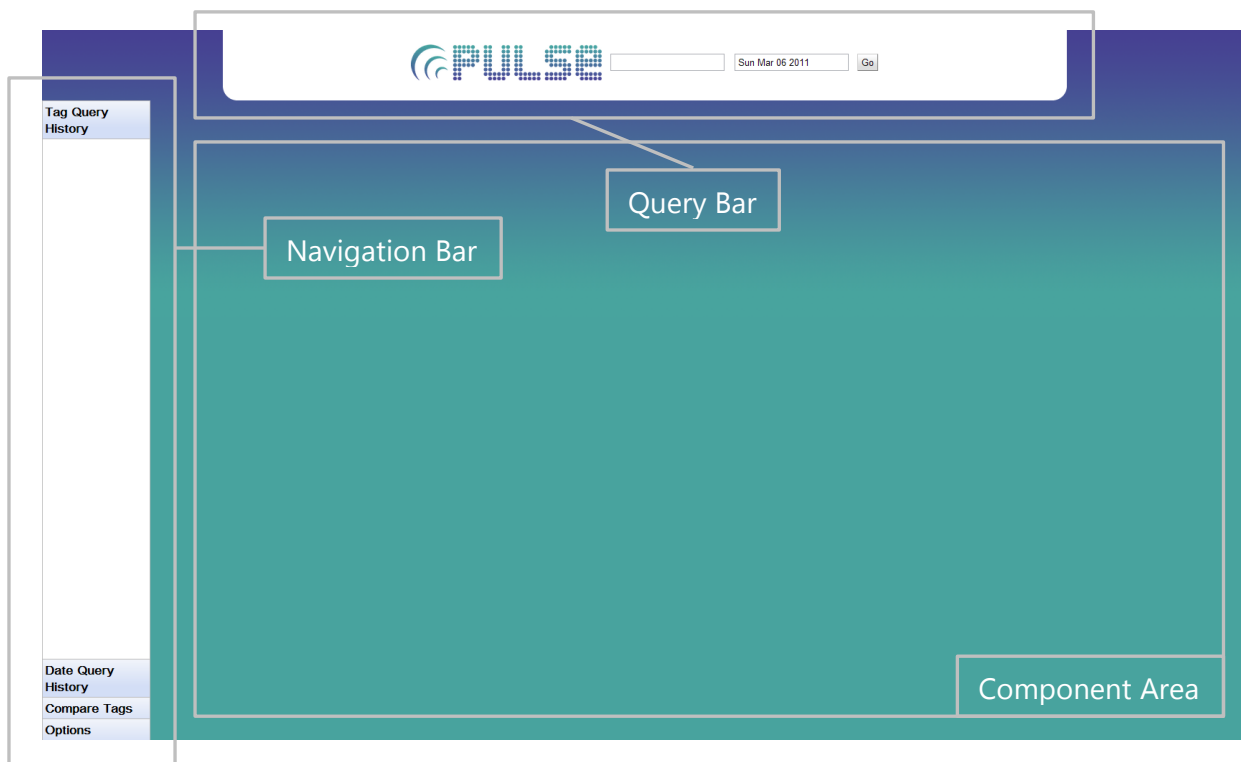 PULSe
Sun Mar 06 2011
Go
Tag Query
History
Query Bar
Navigation Bar
Date Query
History
Compare Tags
Options
Component Area